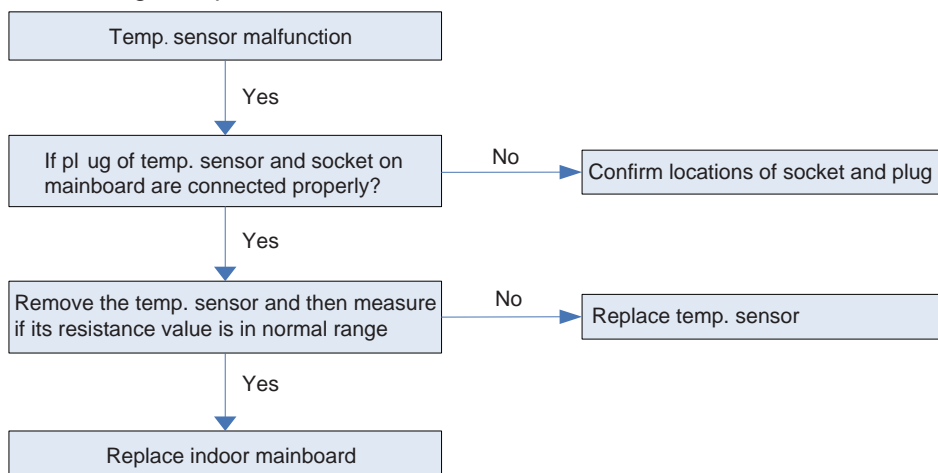 Temp. sensor malfunction
Yes
If pl ug of temp. sensor and socket on
mainboard are connected properly?
No
Confirm locations of socket and plug
Yes
Remove the temp. sensor and then measure
if its resistance value is in normal range
No
Replace temp. sensor
Yes
Replace indoor mainboard